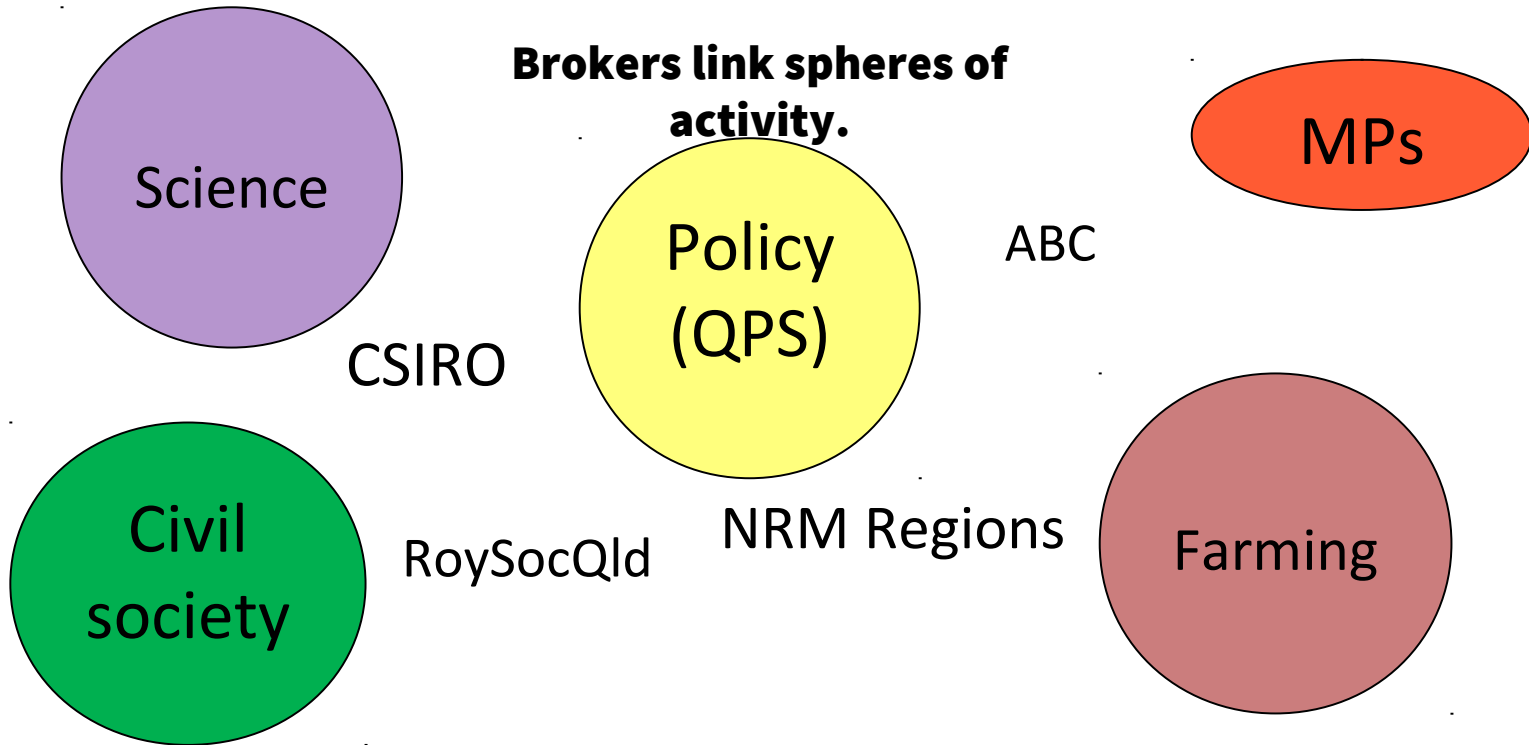 Brokers link spheres of
activity.
Science
MPs
Policy
(QPS)
ABC
CSIRO
Civil
society
RoySocQld
NRM Regions
Farming